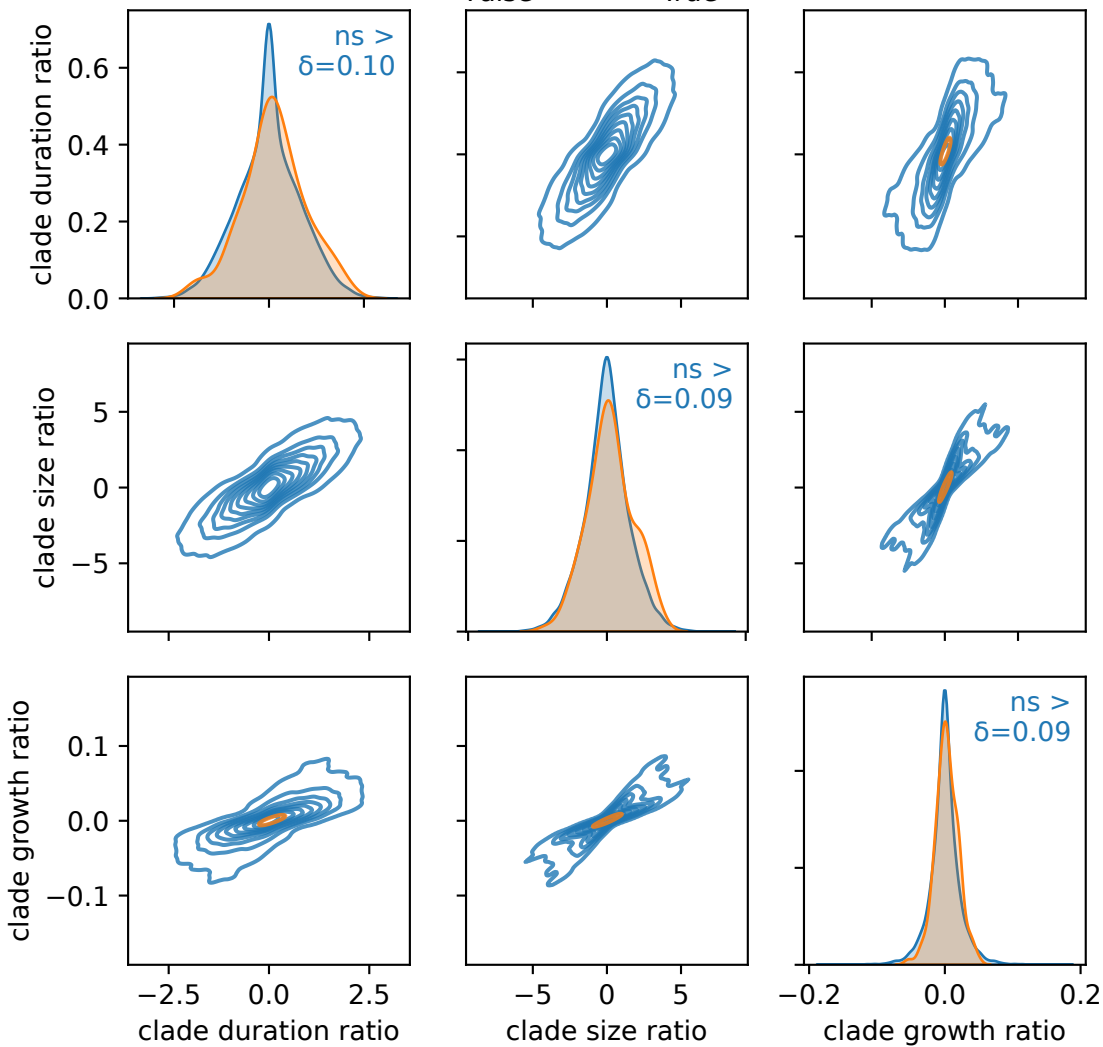 clade duration ratio
0.6
0.4
0.2
0.0
ns >
δ=0.10
clade size ratio
5
0
−5
ns >
δ=0.09
clade growth ratio
0.1
0.0
−0.1
ns >
δ=0.09
−2.5 0.0 2.5
−5 0 5
−0.2 0.0 0.2
clade duration ratio
clade size ratio
clade growth ratio